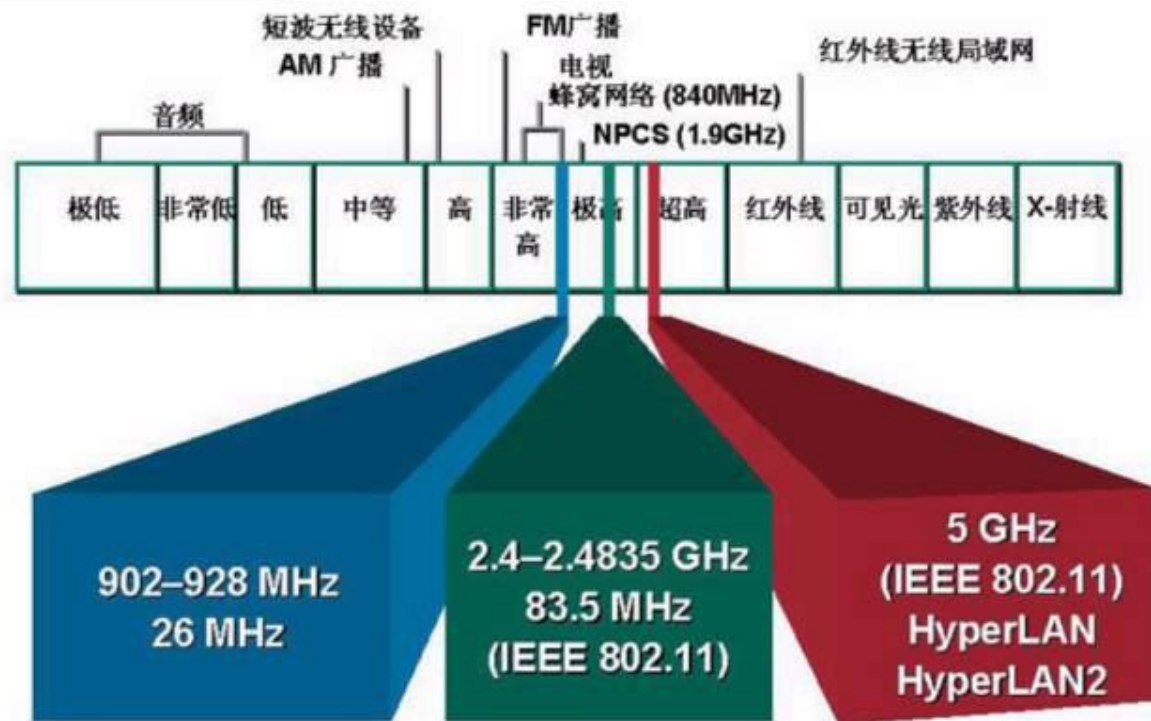 短波无线设备
AM 广播
FM广播
电视
蜂窝网络 (840MHz)
NPCS (1.9GHz)
红外线无线局域网
音频
极低
非常低
低
中等
高
非常
高
极高
超高
红外线
可见光
紫外线
X-射线
902–928 MHz
26 MHz
2.4–2.4835 GHz
83.5 MHz
(IEEE 802.11)
5 GHz
(IEEE 802.11)
HyperLAN
HyperLAN2